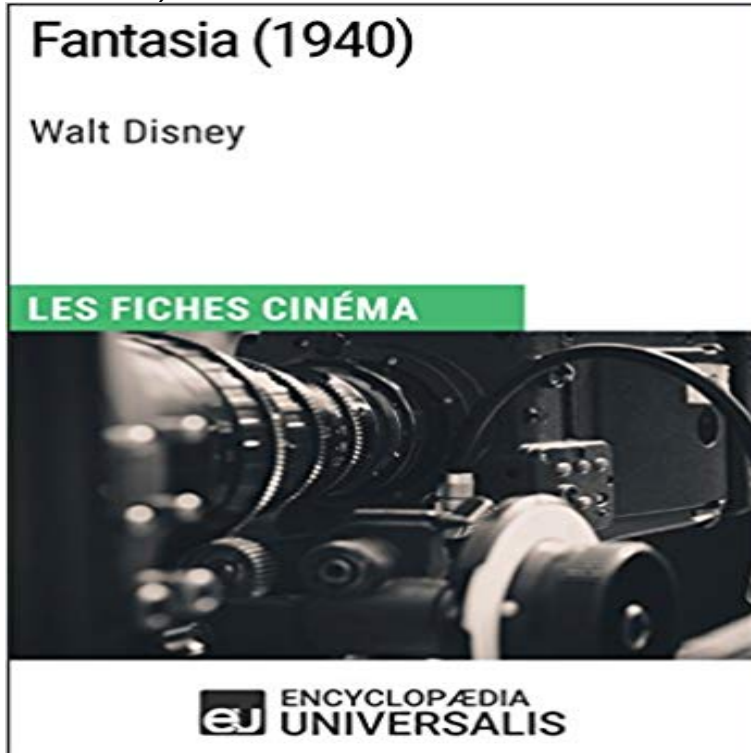 Fantasia (1940)
Walt Disney
LES FICHES CINÉMA
eu ENCYCLOPÆDIA
UNIVERSALIS